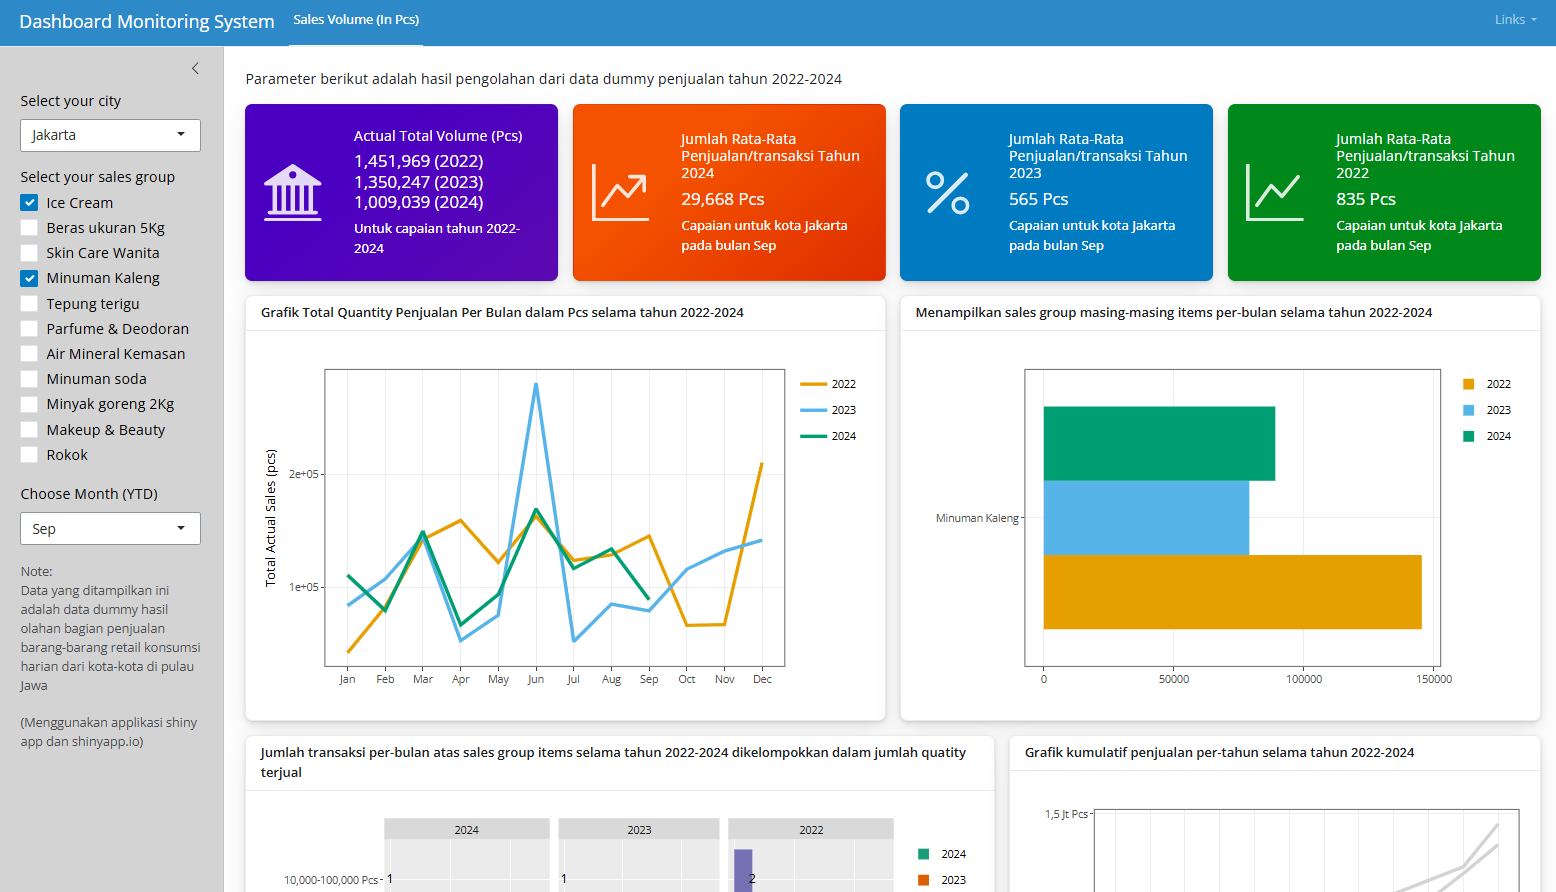 Dashboard Monitoring System
Sales Volume (In Pcs)
Links
Select your city
Jakarta
Select your sales group
Ice Cream
Beras ukuran 5Kg
Skin Care Wanita
Minuman Kaleng
Tepung terigu
Parfume & Deodoran
Air Mineral Kemasan
Minuman soda
Minyak goreng 2Kg
Makeup & Beauty
Rokok
Choose Month (YTD)
Sep
Note:
Data yang ditampilkan ini
adalah data dummy hasil
olahan bagian penjualan
barang-barang retail konsumsi
harian dari kota-kota di pulau
Jawa
(Menggunakan applikasi shiny
app dan shinyapp.io)
Parameter berikut adalah hasil pengolahan dari data dummy penjualan tahun 2022-2024
Actual Total Volume (Pcs)
1,451,969 (2022)
1,350,247 (2023)
1,009,039 (2024)
Untuk capaian tahun 2022-
2024
Jumlah Rata-Rata
Penjualan/transaksi Tahun
2024
29,668 Pcs
Capaian untuk kota Jakarta
pada bulan Sep
Jumlah Rata-Rata
Penjualan/transaksi Tahun
2023
565 Pcs
Capaian untuk kota Jakarta
pada bulan Sep
Jumlah Rata-Rata
Penjualan/transaksi Tahun
2022
835 Pcs
Capaian untuk kota Jakarta
pada bulan Sep
Grafik Total Quantity Penjualan Per Bulan dalam Pcs selama tahun 2022-2024
Total Actual Sales (pcs)
2e+05
1e+05
Jan Feb Mar Apr May Jun Jul Aug Sep Oct Nov Dec
2022
2023
2024
Menampilkan sales group masing-masing items per-bulan selama tahun 2022-2024
Minuman Kaleng
0 50000 100000 150000
2022
2023
2024
Jumlah transaksi per-bulan atas sales group items selama tahun 2022-2024 dikelompokkan dalam jumlah quatity
terjual
2024 2023 2022
10,000-100,000 Pcs 1 1 2
2024
2023
Grafik kumulatif penjualan per-tahun selama tahun 2022-2024
1,5 Jt Pcs